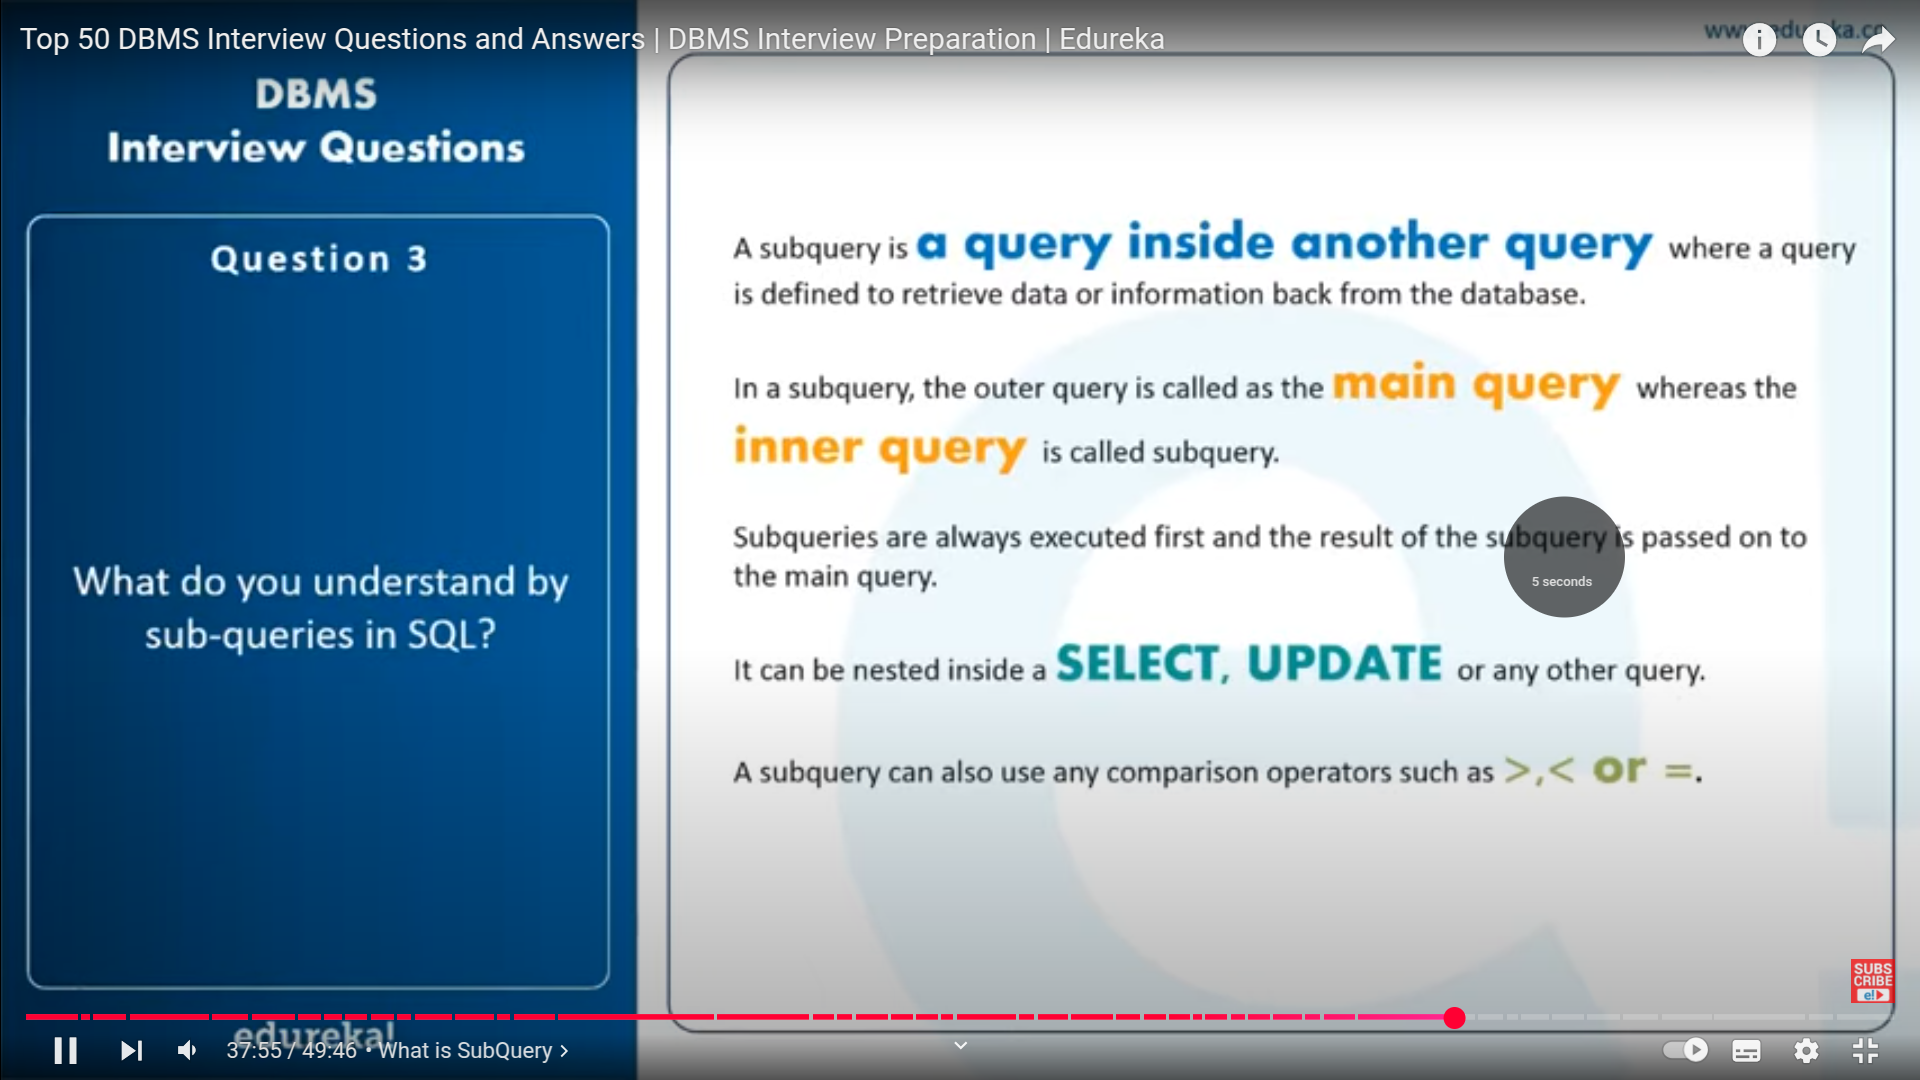 Top 50 DBMS Interview Questions and Answers | DBMS Interview Preparation | Edureka
DBMS
Interview Questions
Question 3
What do you understand by
sub-queries in SQL?
A subquery is a query inside another query where a query
is defined to retrieve data or information back from the database.
In a subquery, the outer query is called as the main query whereas the
inner query is called subquery.
Subqueries are always executed first and the result of the subquery is passed on to
the main query.
5 seconds
It can be nested inside a SELECT, UPDATE or any other query.
A subquery can also use any comparison operators such as >,< or =.
SUBS
CRIBE
e!
edureka!
37:55 / 49:46 • What is SubQuery